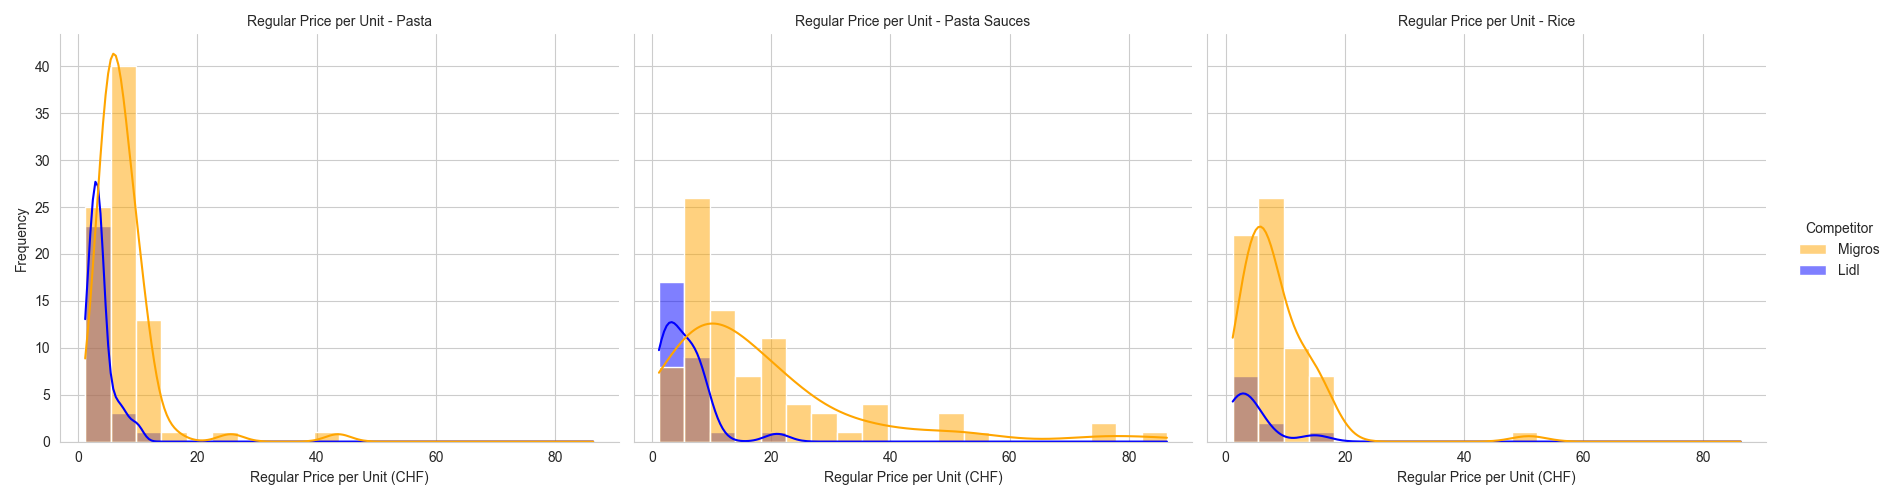 Regular Price per Unit - Pasta
Regular Price per Unit - Pasta Sauces
Regular Price per Unit - Rice
40
35
30
25
20
15
10
5
0
Frequency
0 20 40 60 80
0 20 40 60 80
0 20 40 60 80
Regular Price per Unit (CHF)
Regular Price per Unit (CHF)
Regular Price per Unit (CHF)
Competitor
Migros
Lidl